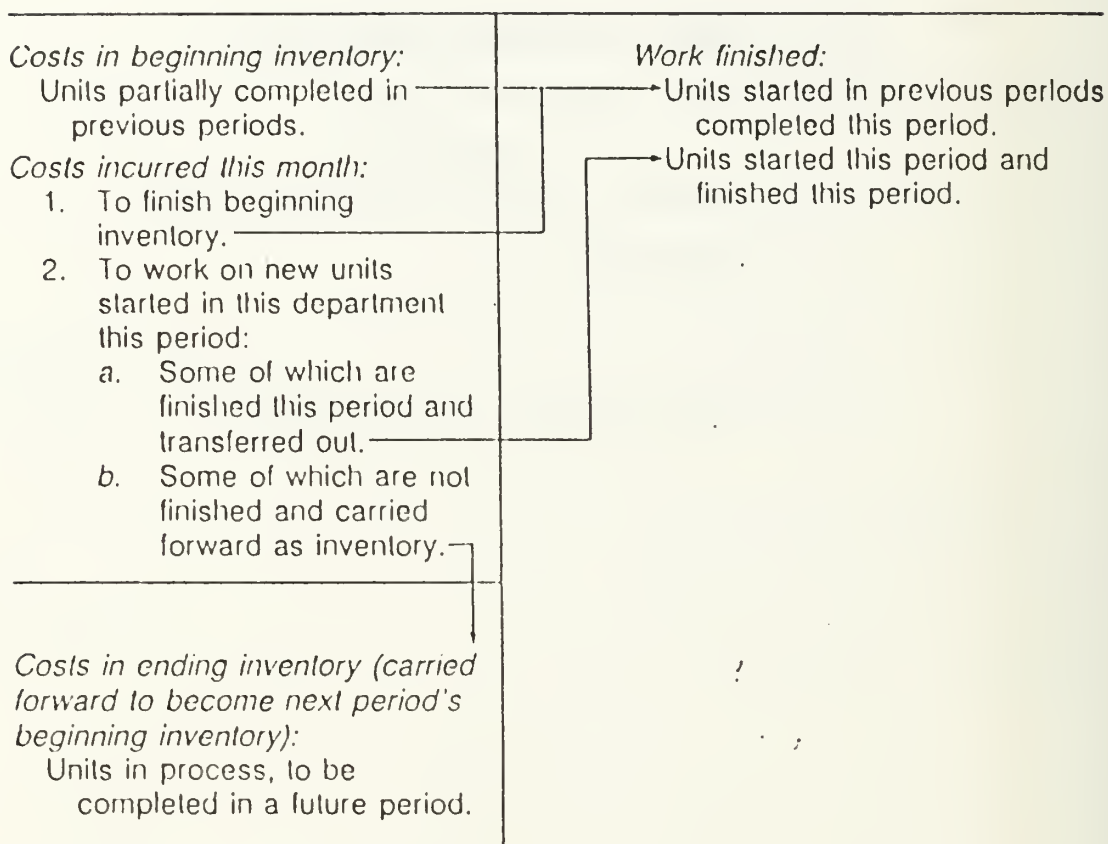 Costs in beginning inventory:
Units partially completed in
previous periods.
Costs incurred this month:
1. To finish beginning
inventory.
2. To work on new units
started in this department
this period:
a. Some of which are
finished this period and
transferred out.
b. Some of which are not
finished and carried
forward as inventory.
Costs in ending inventory (carried
forward to become next period's
beginning inventory):
Units in process, to be
completed in a future period.
Work finished:
Units started in previous periods
completed this period.
Units started this period and
finished this period.